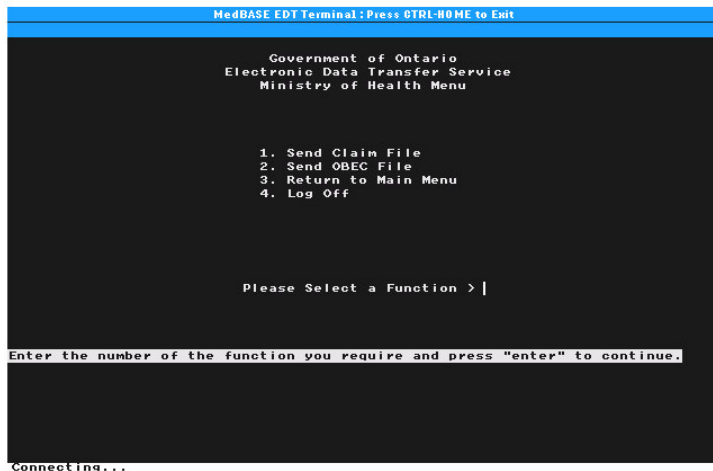 MedBASE EDT Terminal : Press CTRL-HOME to Exit
Government of Ontario
Electronic Data Transfer Service
Ministry of Health Menu
1. Send Claim File
2. Send OBEC File
3. Return to Main Menu
4. Log Off
Please Select a Function >
Enter the number of the function you require and press "enter" to continue.
Connecting...